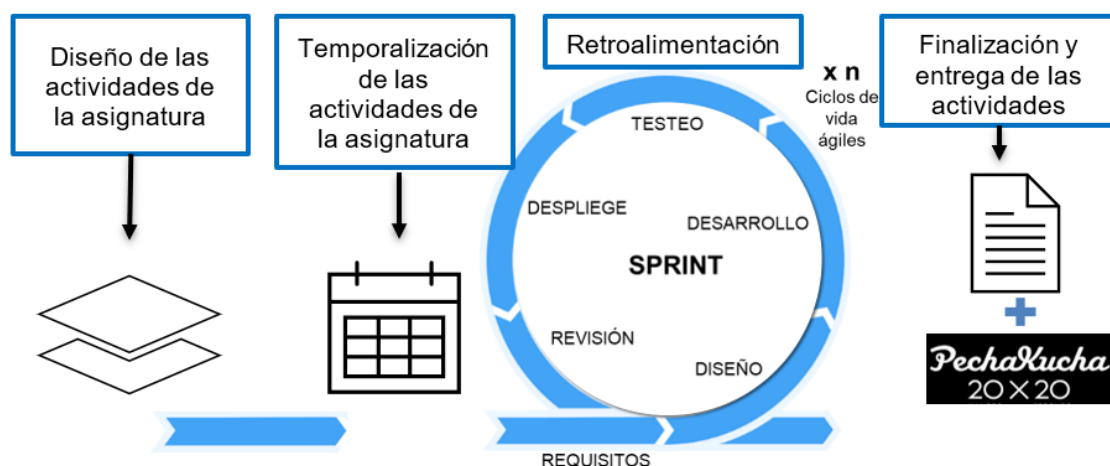 Diseño de las
actividades de
la asignatura
Temporalización
de las
actividades de
la asignatura
Retroalimentación
x n
Ciclos de
vida
ágiles
Finalización y
entrega de las
actividades
TESTEO
DESPLIEGE
DESARROLLO
SPRINT
REVISIÓN
DISEÑO
REQUISITOS
PechaKucha
20 X 20